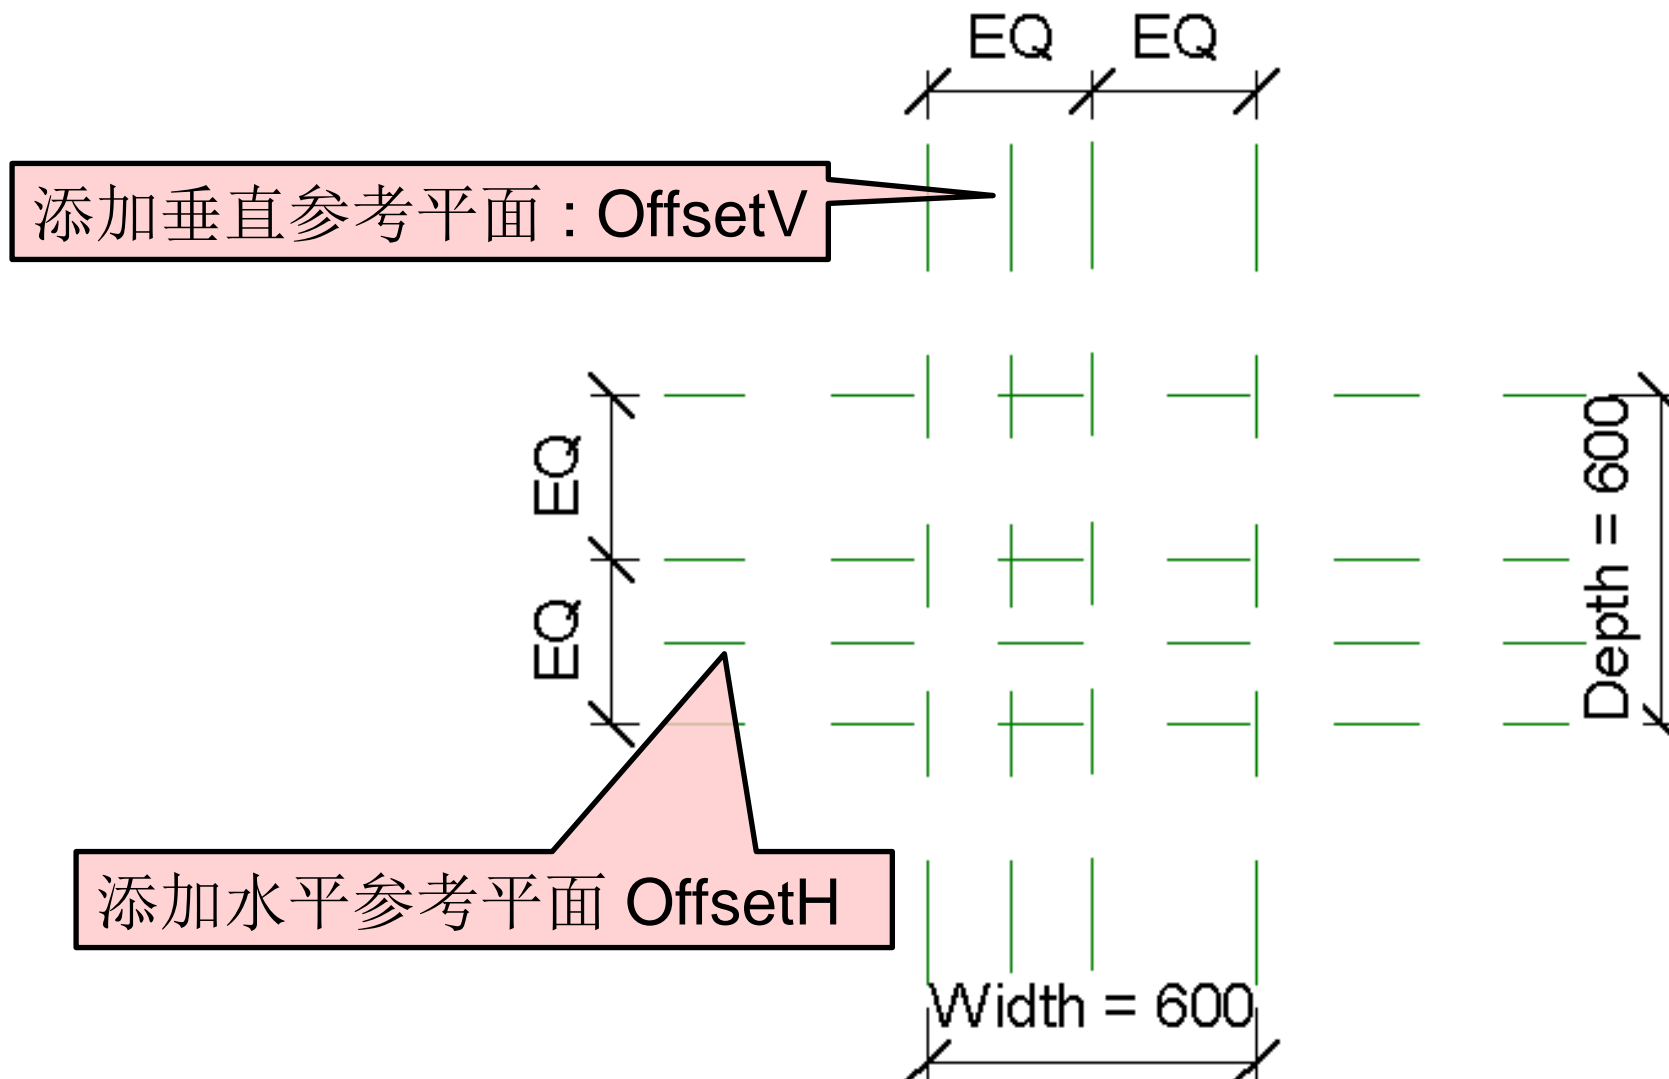 EQ EQ
添加垂直参考平面：OffsetV
EQ
EQ
Depth = 600
添加水平参考平面 OffsetH
Width = 600